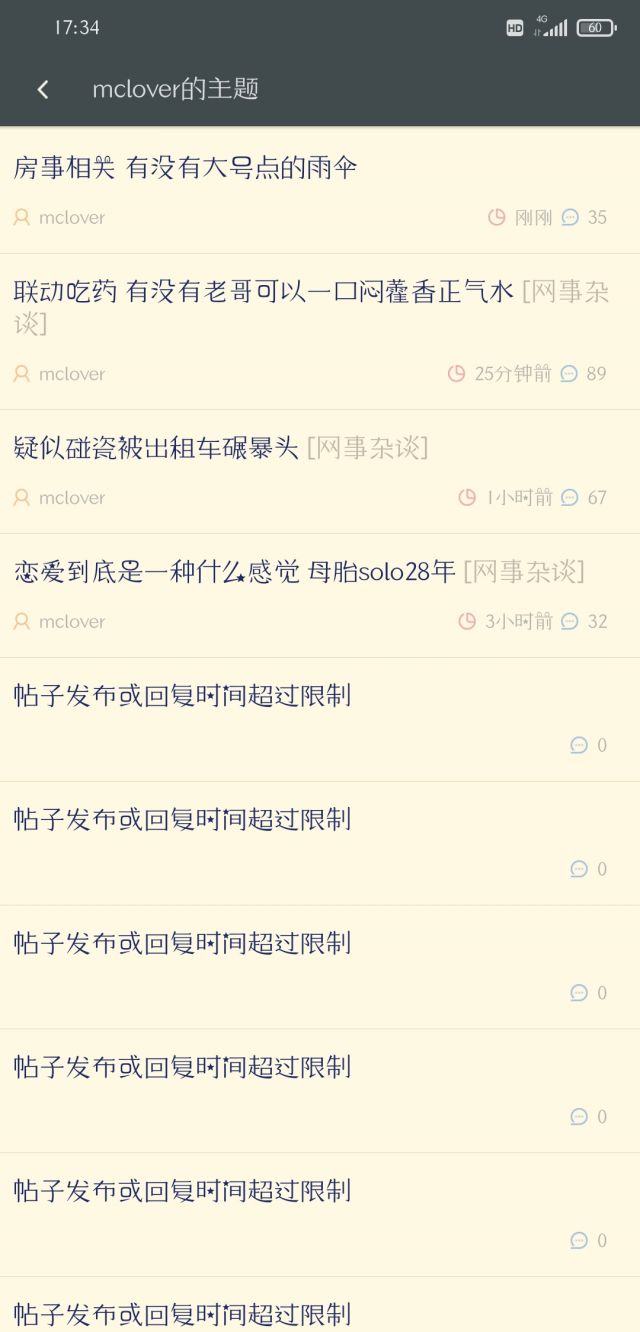 17:34
HD 4G 60
mclover的主题
房事相关 有没有大号点的雨伞
mclover 刚刚 35
联动吃药 有没有老哥可以一口闷藿香正气水 [网事杂
谈]
mclover 25分钟前 89
疑似碰瓷被出租车碾暴头 [网事杂谈]
mclover 1小时前 67
恋爱到底是一种什么感觉 母胎solo28年 [网事杂谈]
mclover 3小时前 32
帖子发布或回复时间超过限制
0
帖子发布或回复时间超过限制
0
帖子发布或回复时间超过限制
0
帖子发布或回复时间超过限制
0
帖子发布或回复时间超过限制
0
帖子发布或回复时间超过限制